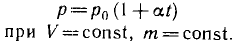 p = p₀ (1 + αt)
при V = const, m = const.